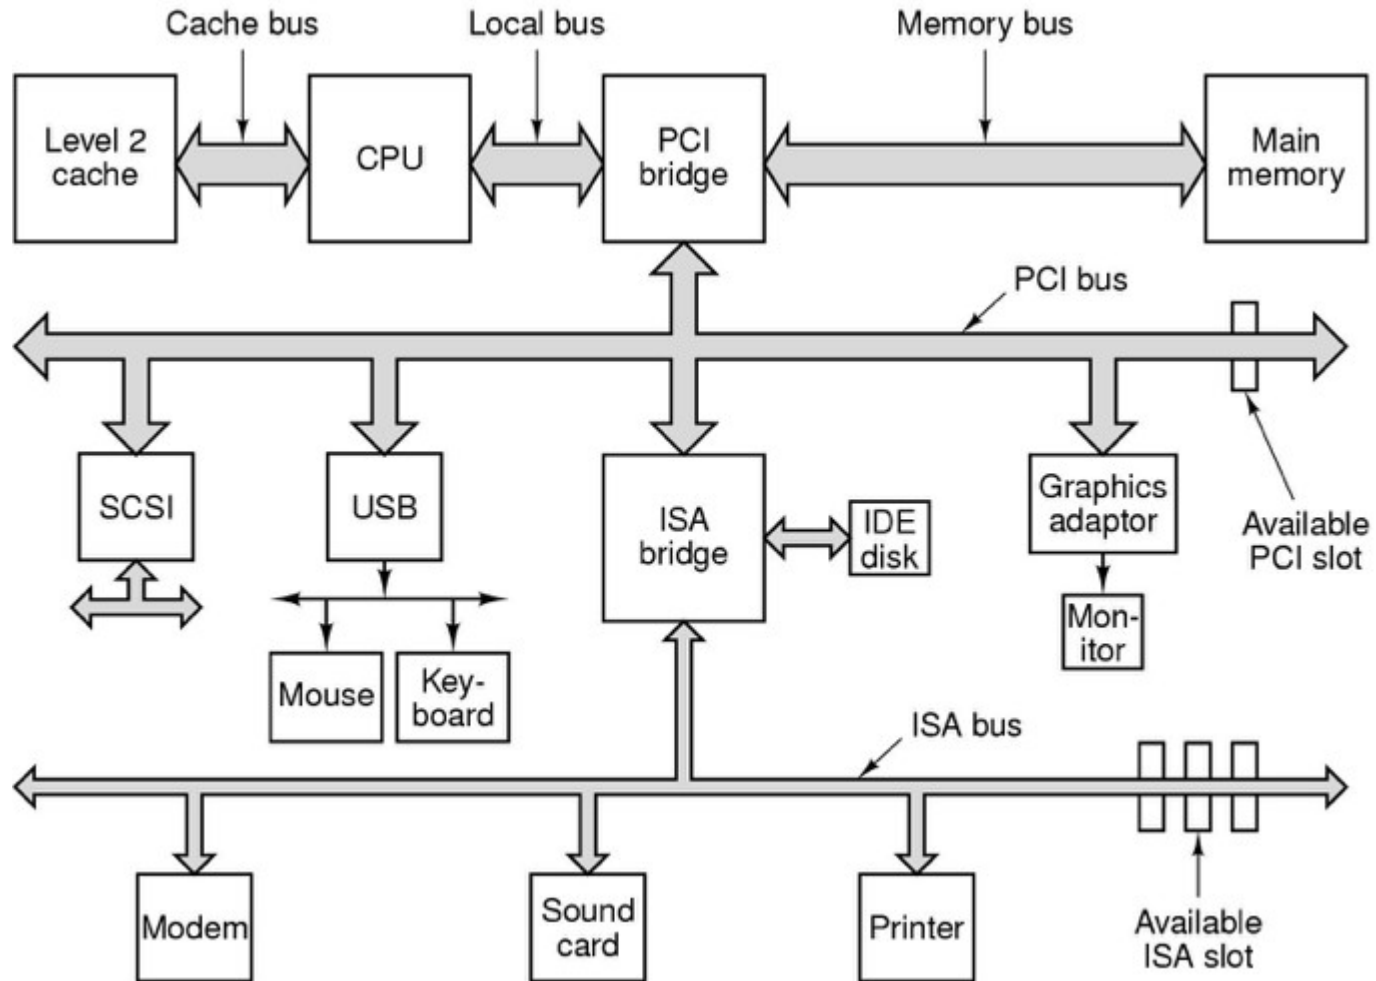 Cache bus
Local bus
Memory bus
Level 2
cache
CPU
PCI
bridge
Main
memory
PCI bus
SCSI
USB
ISA
bridge
IDE
disk
Graphics
adaptor
Available
PCI slot
Mon-
itor
Mouse
Key-
board
ISA bus
Modem
Sound
card
Printer
Available
ISA slot